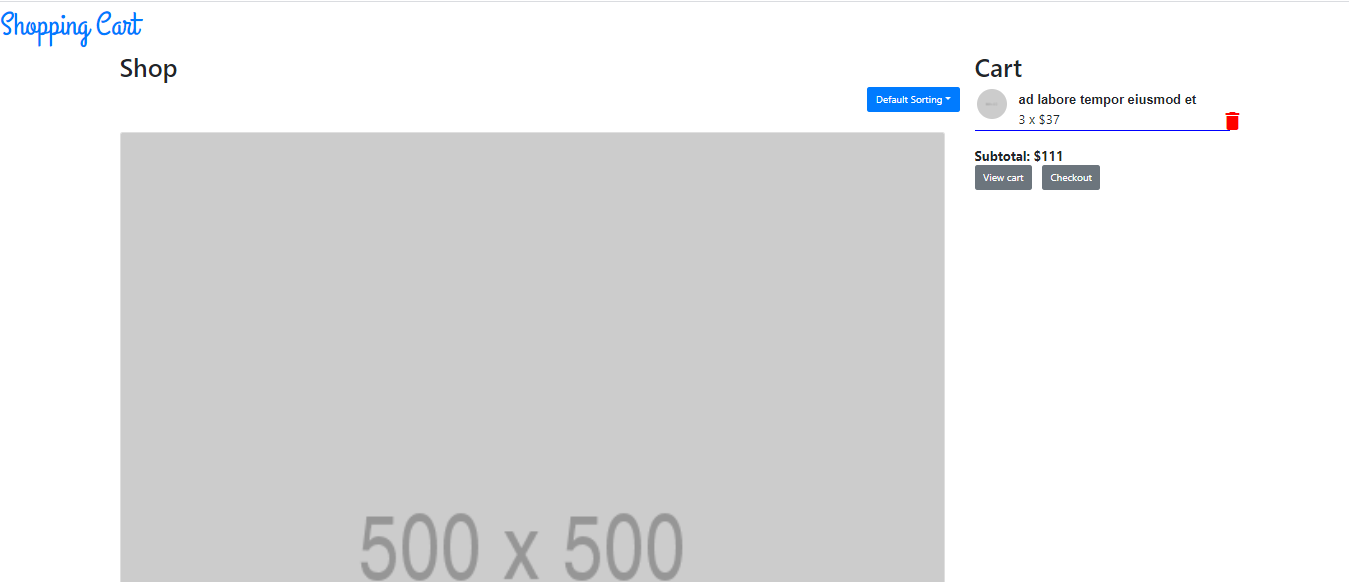 Shopping Cart
Shop
Default Sorting
500 x 500
Cart
ad labore tempor eiusmod et
3 x $37
Subtotal: $111
View cart
Checkout